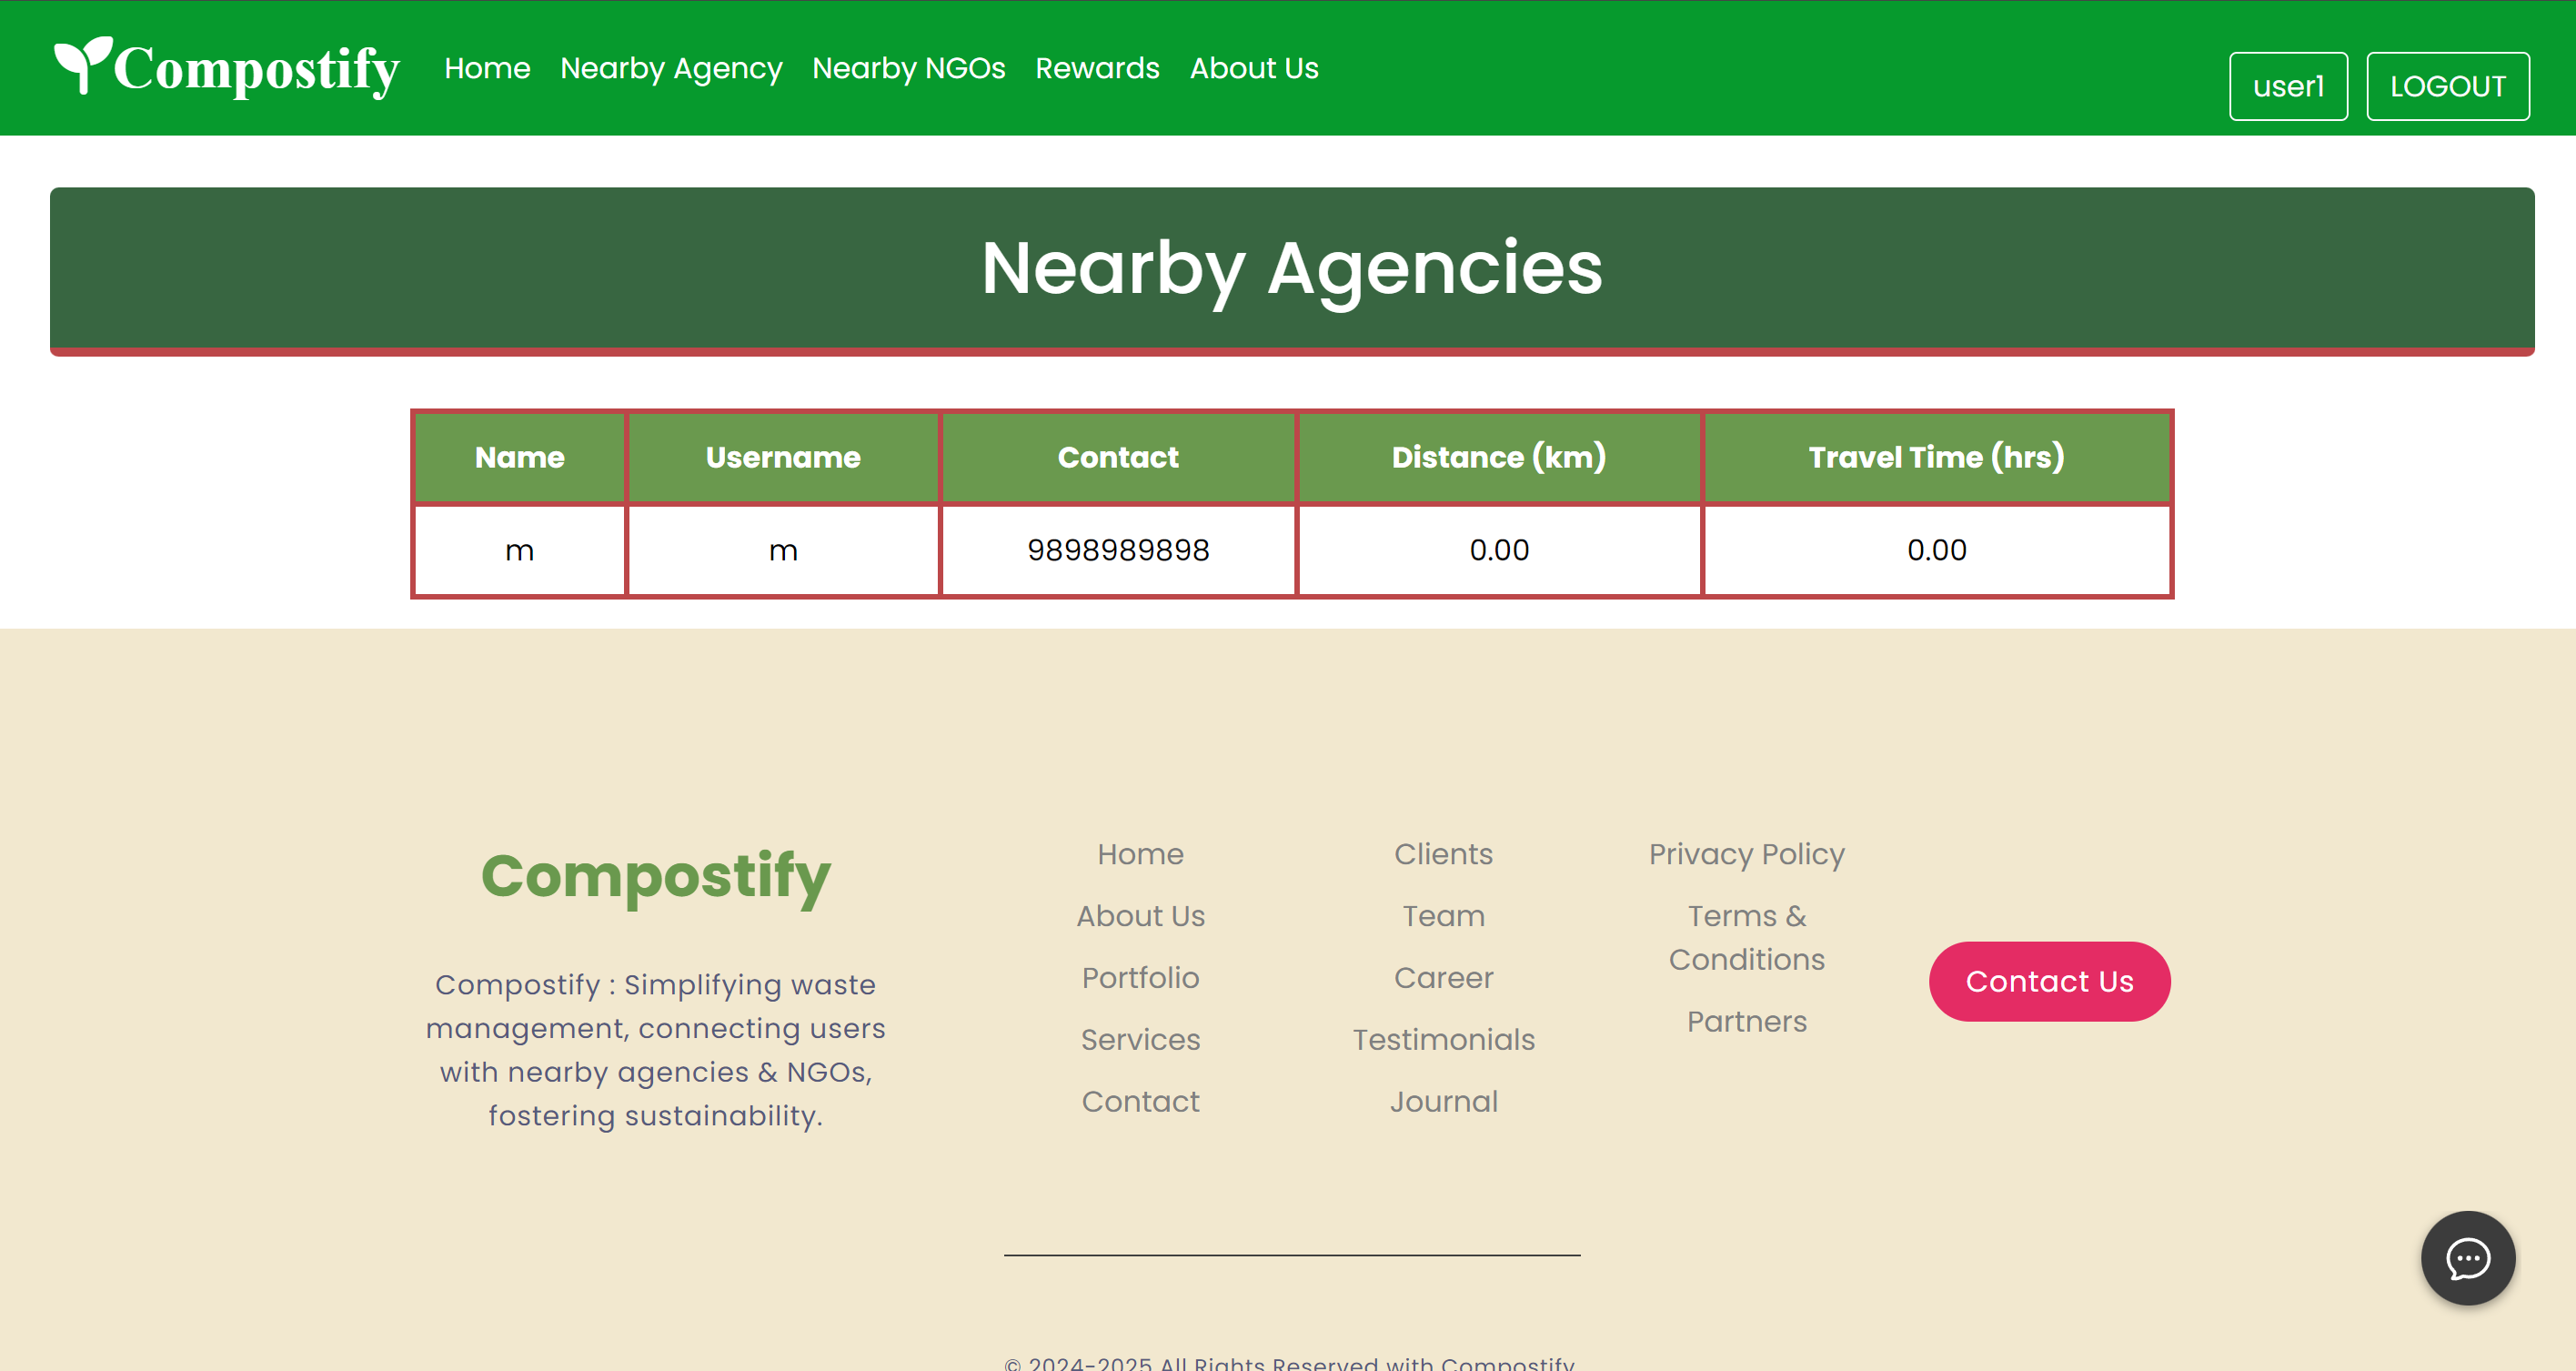 Compostify Home Nearby Agency Nearby NGOs Rewards About Us user1 LOGOUT
Nearby Agencies
Name Username Contact Distance (km) Travel Time (hrs)
m m 9898989898 0.00 0.00
Compostify
Compostify : Simplifying waste
management, connecting users
with nearby agencies & NGOs,
fostering sustainability.
Home
About Us
Portfolio
Services
Contact
Clients
Team
Career
Testimonials
Journal
Privacy Policy
Terms &
Conditions
Partners
Contact Us
© 2024-2025 All Rights Reserved with Compostify